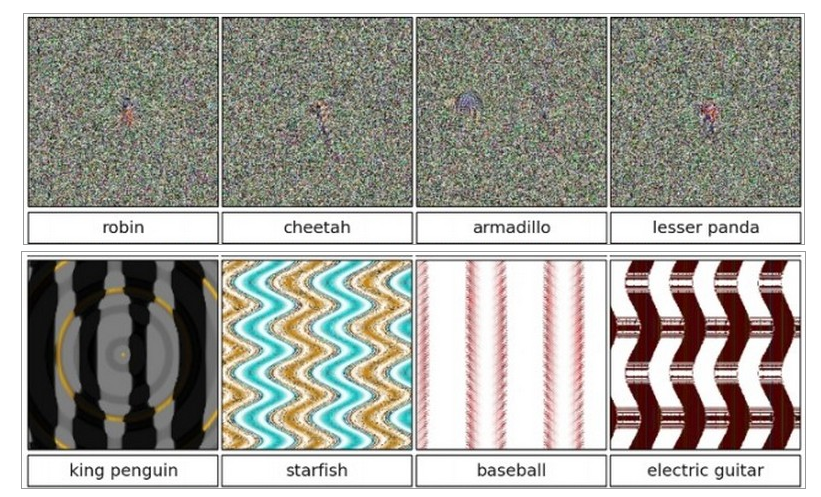 robin
cheetah
armadillo
lesser panda
king penguin
starfish
baseball
electric guitar